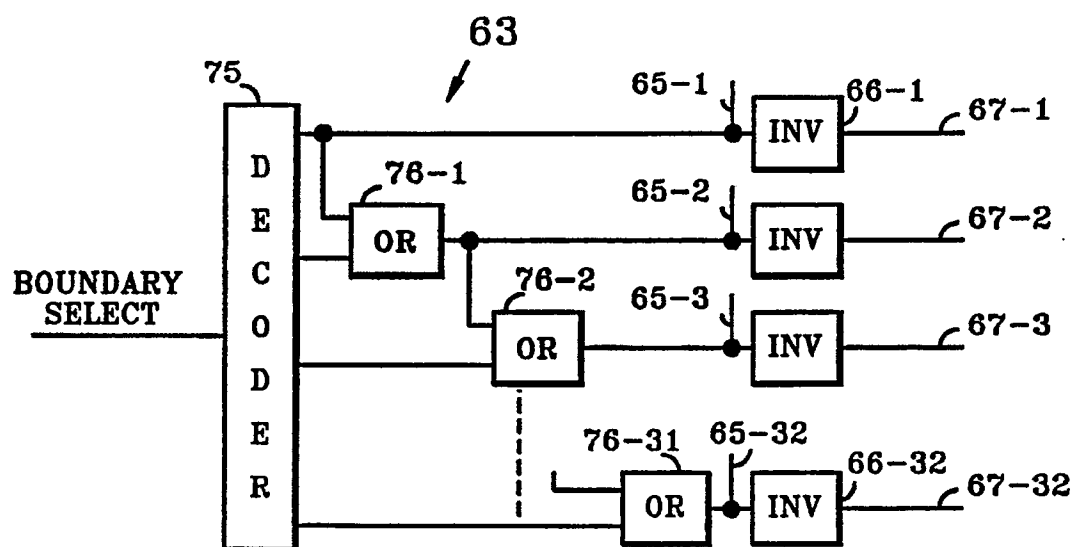 63
75
65-1
66-1
67-1
INV
76-1
65-2
67-2
OR
INV
BOUNDARY
SELECT
76-2
65-3
67-3
OR
INV
76-31
65-32
66-32
67-32
OR
INV
DECODER